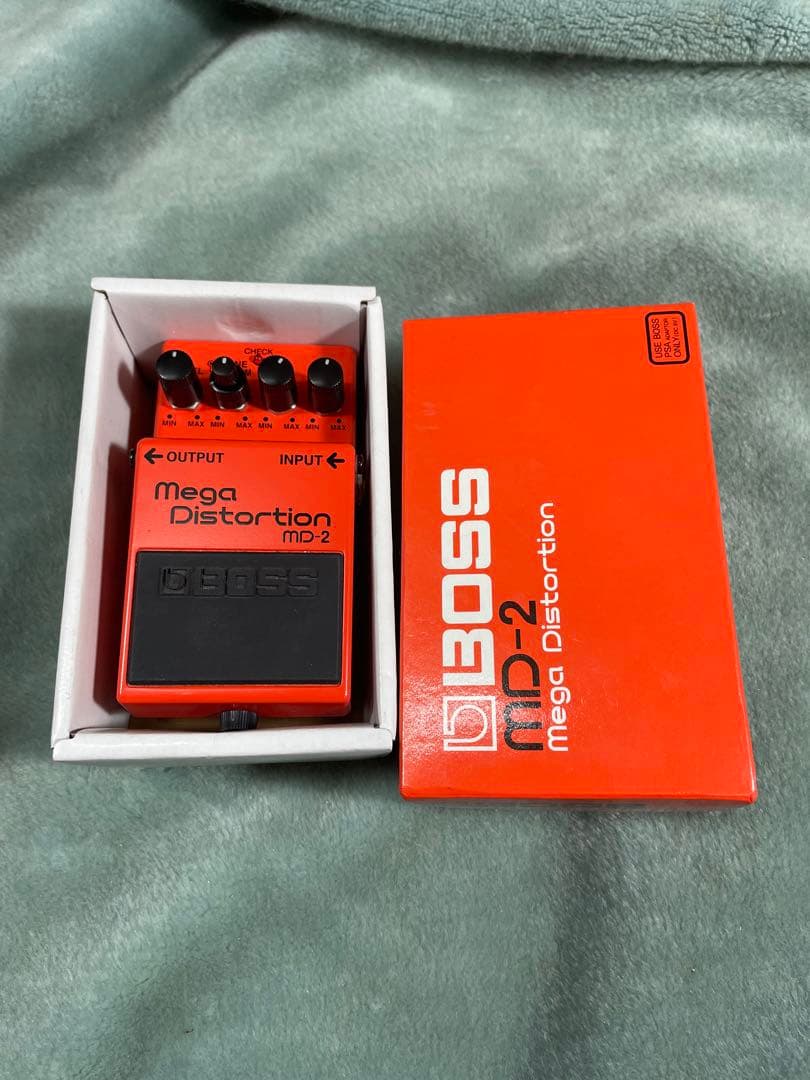 CHECK
MIN MAX MIN MAX MIN MAX MIN MAX
OUTPUT INPUT
Mega
Distortion
MD-2
BOSS
USE BOSS
PSA ADAPTOR
ONLY
BOSS
MD-2
Mega Distortion